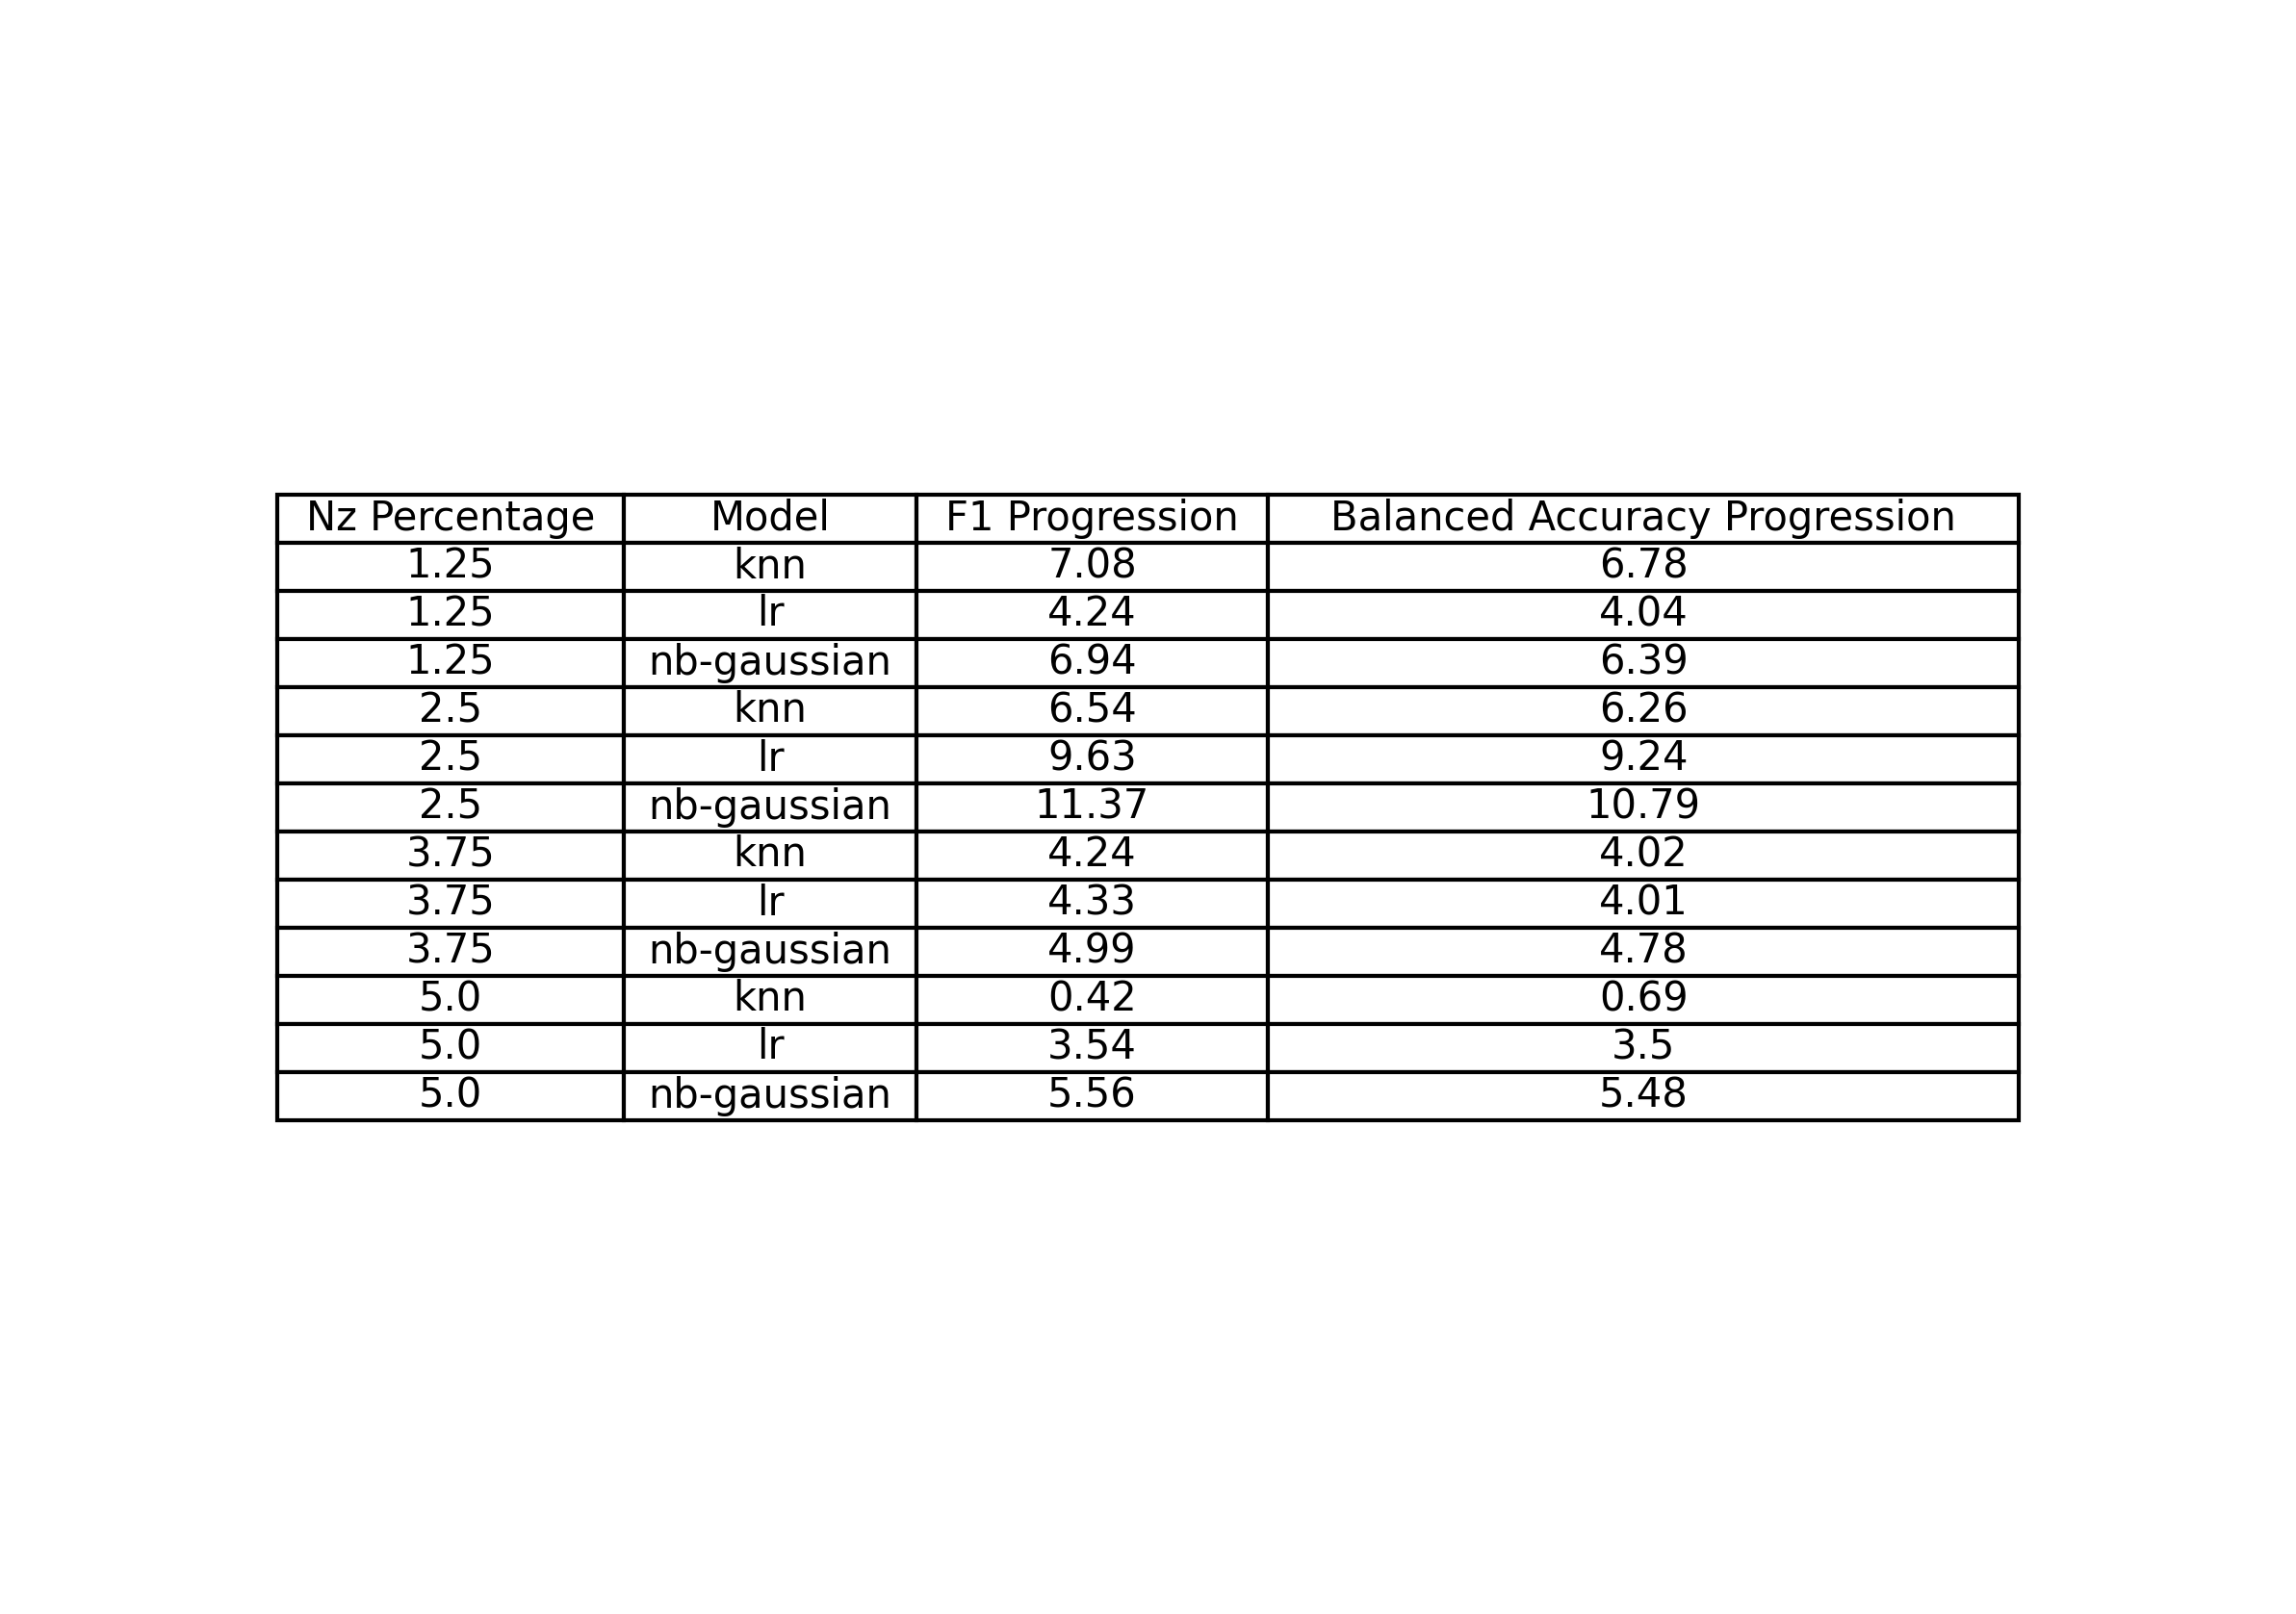 Nz Percentage Model F1 Progression Balanced Accuracy Progression
1.25 knn 7.08 6.78
1.25 lr 4.24 4.04
1.25 nb-gaussian 6.94 6.39
2.5 knn 6.54 6.26
2.5 lr 9.63 9.24
2.5 nb-gaussian 11.37 10.79
3.75 knn 4.24 4.02
3.75 lr 4.33 4.01
3.75 nb-gaussian 4.99 4.78
5.0 knn 0.42 0.69
5.0 lr 3.54 3.5
5.0 nb-gaussian 5.56 5.48